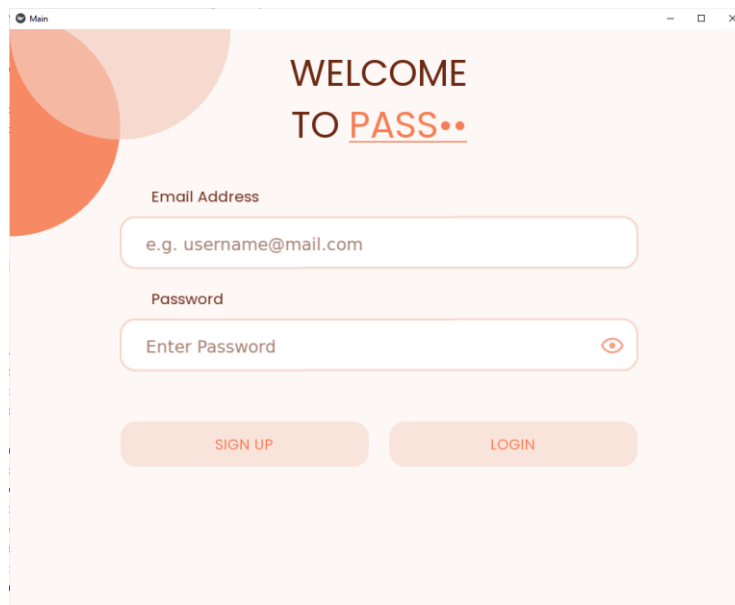 Main
WELCOME
TO PASS••
Email Address
e.g. username@mail.com
Password
Enter Password
SIGN UP
LOGIN